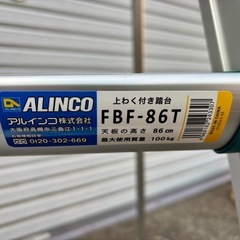 ALINCO
アルインコ株式会社
大阪府高槻市三島江1-1-1
0120-302-669
上わく付き踏台
FBF-86T
天板の高さ 86cm
最大使用質量 100kg